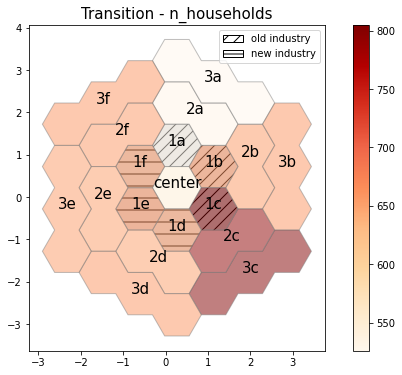 Transition - n_households
old industry
new industry
4
3
2
1
0
−1
−2
−3
3a
3f
2a
2f
1a
2b
1f
1b
3b
center
2e
3e
1e
1c
1d
2c
2d
3c
3d
−3
−2
−1
0
1
2
3
800
750
700
650
600
550